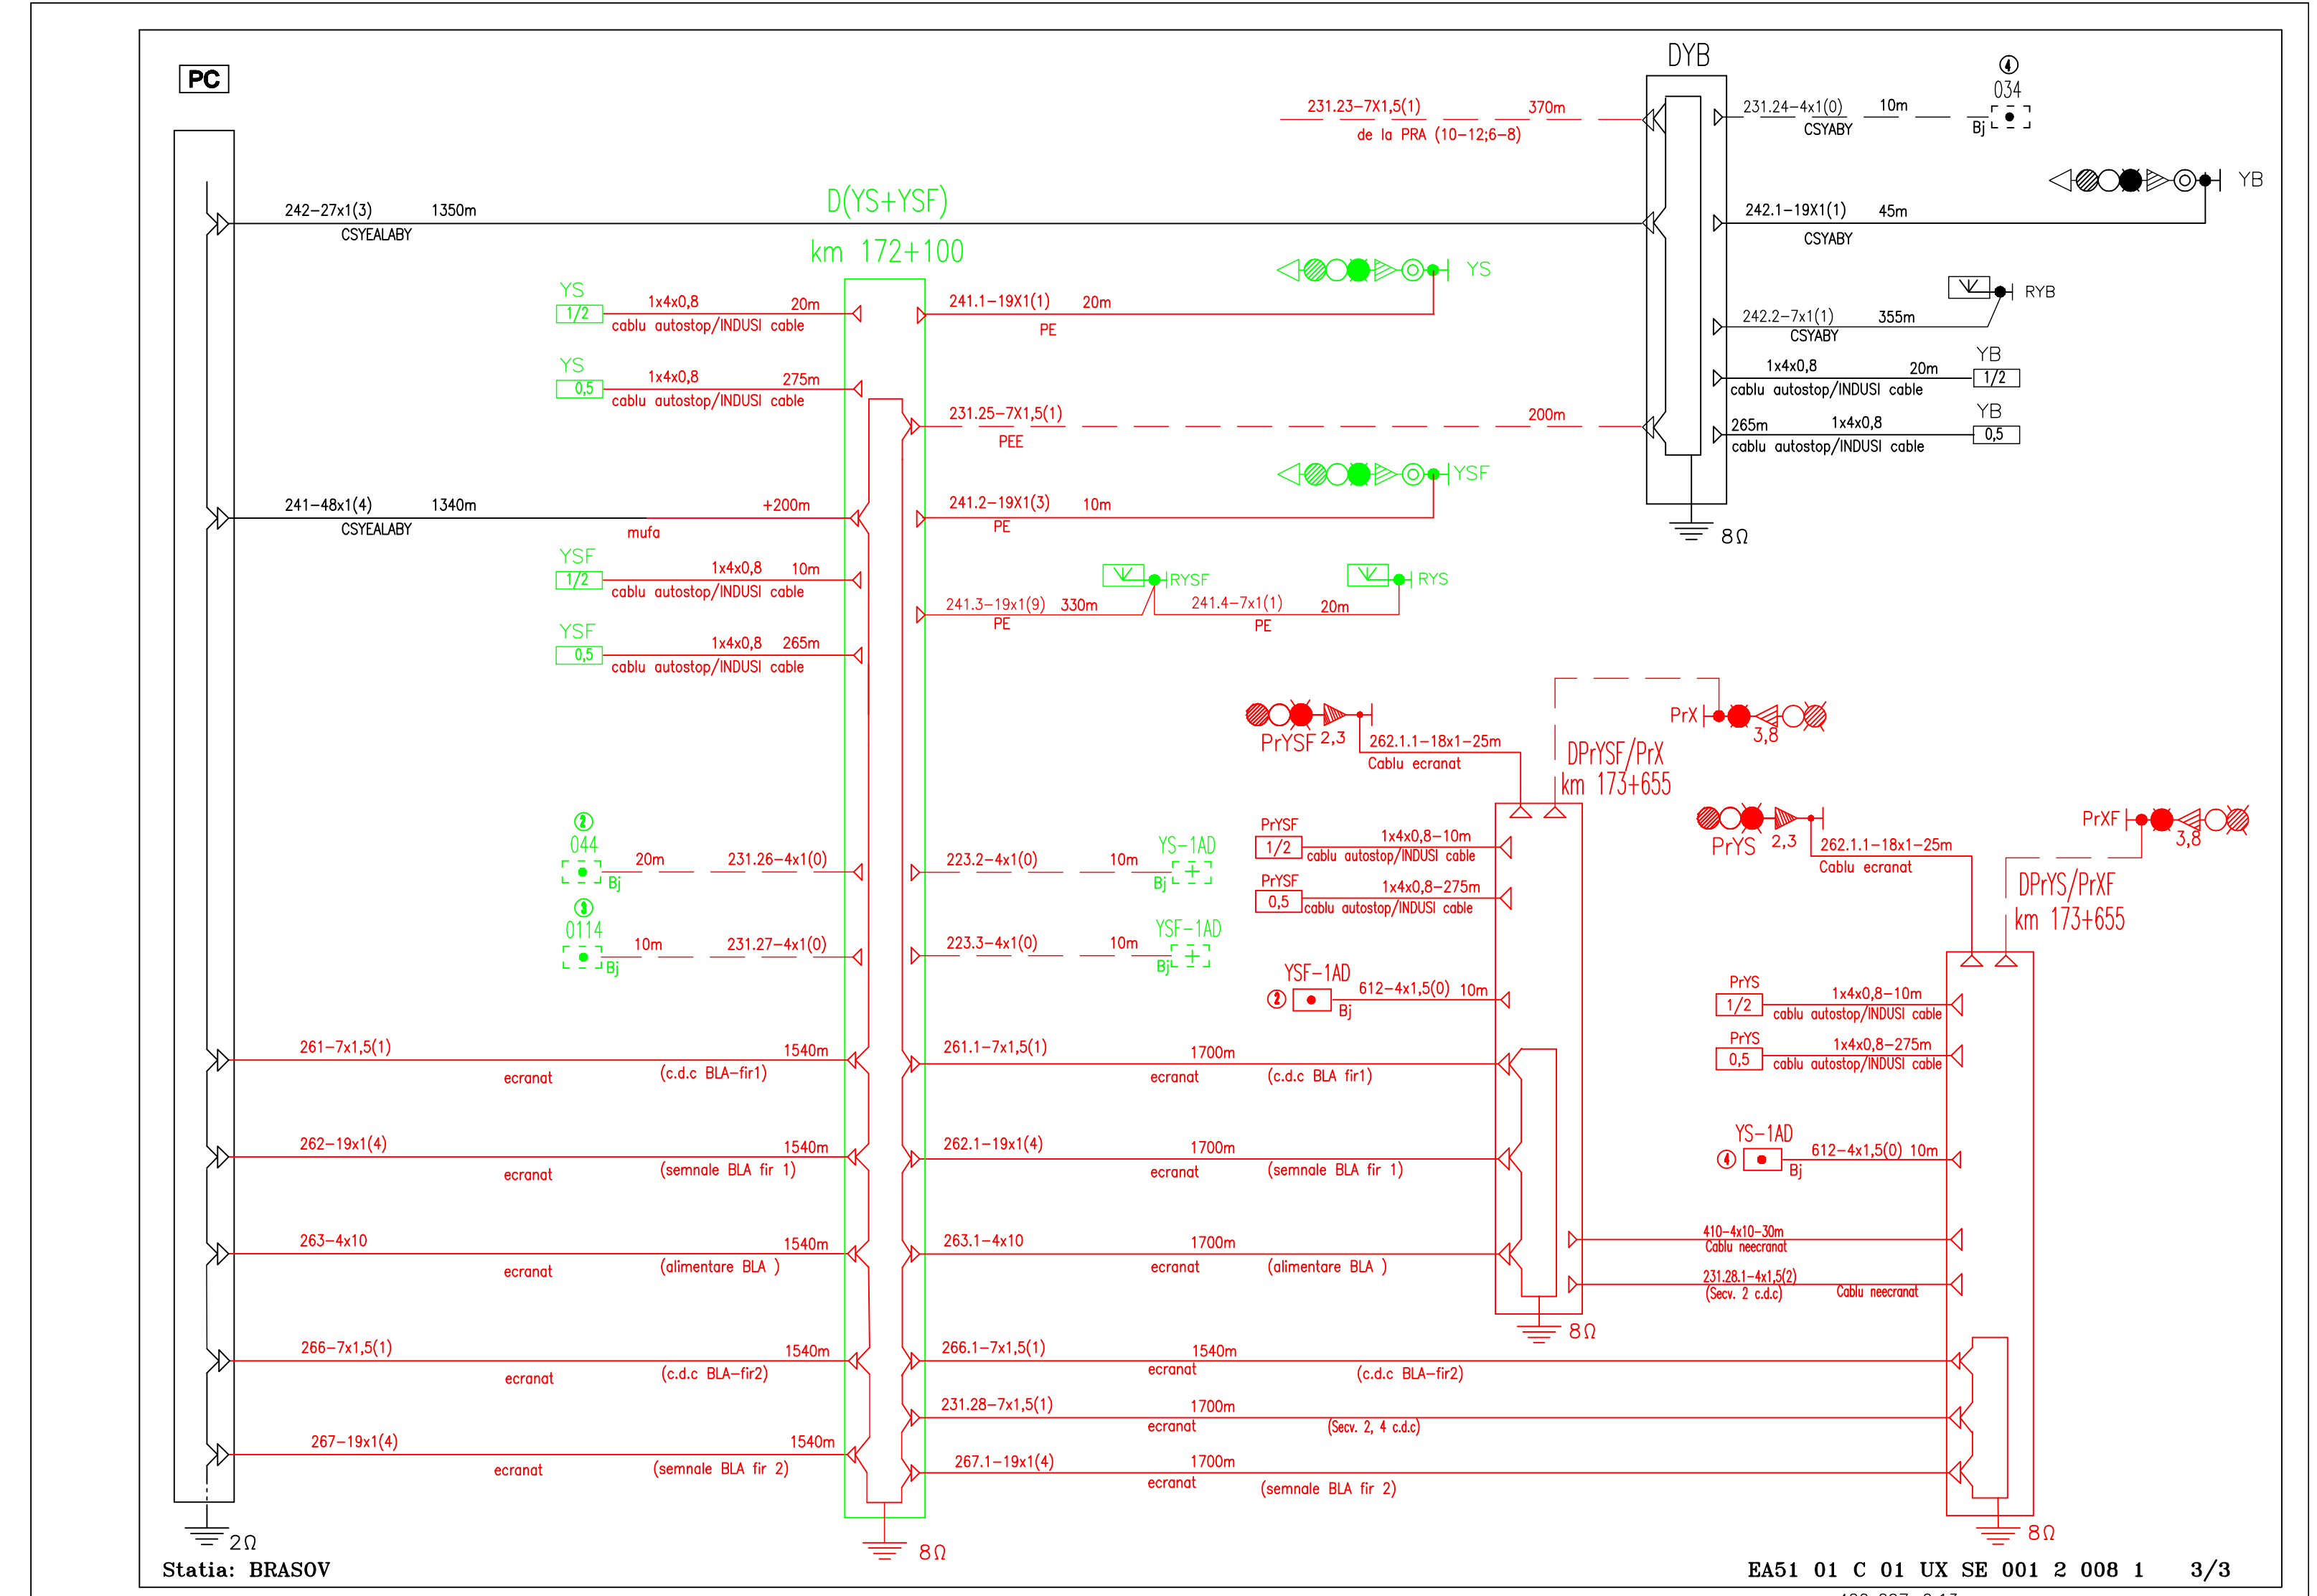 PC
DYB
④
034
231.23-7X1,5(1) 370m
de la PRA (10-12;6-8)
231.24-4x1(0) 10m
CSYABY
Bj
YB
242-27x1(3) 1350m
CSYEALABY
D(YS+YSF)
km 172+100
242.1-19X1(1) 45m
CSYABY
YS
1/2
1x4x0,8 20m
cablu autostop/INDUSI cable
241.1-19X1(1) 20m
PE
YS
RYB
242.2-7x1(1) 355m
CSYABY
YS
0,5
1x4x0,8 275m
cablu autostop/INDUSI cable
1x4x0,8 20m
cablu autostop/INDUSI cable
YB
1/2
231.25-7X1,5(1) 200m
PEE
265m 1x4x0,8
cablu autostop/INDUSI cable
YB
0,5
YSF
241-48x1(4) 1340m
CSYEALABY
+200m
mufa
241.2-19X1(3) 10m
PE
8Ω
YSF
1/2
1x4x0,8 10m
cablu autostop/INDUSI cable
RYSF
RYS
241.3-19x1(9) 330m
PE
241.4-7x1(1) 20m
PE
YSF
0,5
1x4x0,8 265m
cablu autostop/INDUSI cable
PrYSF 2,3
262.1.1-18x1-25m
Cablu ecranat
PrX
3,8
DPrYSF/PrX
km 173+655
PrYS 2,3
262.1.1-18x1-25m
Cablu ecranat
PrXF
3,8
DPrYS/PrXF
km 173+655
②
044
Bj
20m 231.26-4x1(0)
223.2-4x1(0) 10m
YS-1AD
Bj
PrYSF
1/2
1x4x0,8-10m
cablu autostop/INDUSI cable
PrYSF
0,5
1x4x0,8-275m
cablu autostop/INDUSI cable
③
0114
Bj
10m 231.27-4x1(0)
223.3-4x1(0) 10m
YSF-1AD
Bj
YSF-1AD
②
Bj
612-4x1,5(0) 10m
PrYS
1/2
1x4x0,8-10m
cablu autostop/INDUSI cable
PrYS
0,5
1x4x0,8-275m
cablu autostop/INDUSI cable
261-7x1,5(1) 1540m
ecranat (c.d.c BLA-fir1)
261.1-7x1,5(1) 1700m
ecranat (c.d.c BLA fir1)
YS-1AD
④
Bj
612-4x1,5(0) 10m
262-19x1(4) 1540m
ecranat (semnale BLA fir 1)
262.1-19x1(4) 1700m
ecranat (semnale BLA fir 1)
410-4x10-30m
Cablu neecranat
263-4x10 1540m
ecranat (alimentare BLA )
263.1-4x10 1700m
ecranat (alimentare BLA )
231.28.1-4x1,5(2)
(Secv. 2 c.d.c) Cablu neecranat
8Ω
266-7x1,5(1) 1540m
ecranat (c.d.c BLA-fir2)
266.1-7x1,5(1) 1540m
ecranat (c.d.c BLA-fir2)
231.28-7x1,5(1) 1700m
ecranat (Secv. 2, 4 c.d.c)
267-19x1(4) 1540m
ecranat (semnale BLA fir 2)
267.1-19x1(4) 1700m
ecranat (semnale BLA fir 2)
2Ω
8Ω
8Ω
Statia: BRASOV
EA51 01 C 01 UX SE 001 2 008 1 3/3